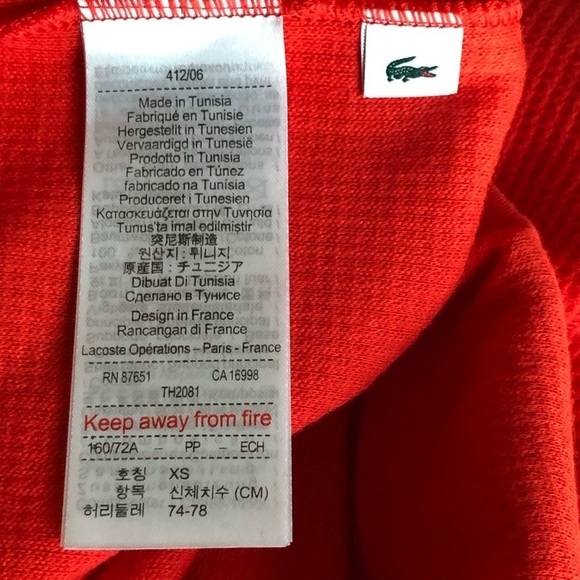 412/06
Made in Tunisia
Fabriqué en Tunisie
Hergestellt in Tunesien
Vervaardigd in Tunesië
Prodotto in Tunisia
Fabricado en Túnez
fabricado na Tunísia
Produceret i Tunesien
Κατασκευάζεται στην Τυνησία
Tunus'ta imal edilmiştir
突尼斯制造
원산지 : 튀니지
原産国 : チュニジア
Dibuat Di Tunisia
Сделано в Тунисе
Design in France
Rancangan di France
Lacoste Opérations – Paris - France
RN 87651 CA 16998
TH2081
Keep away from fire
160/72A – PP – ECH
호칭 XS
항목 신체치수 (CM)
허리둘레 74-78